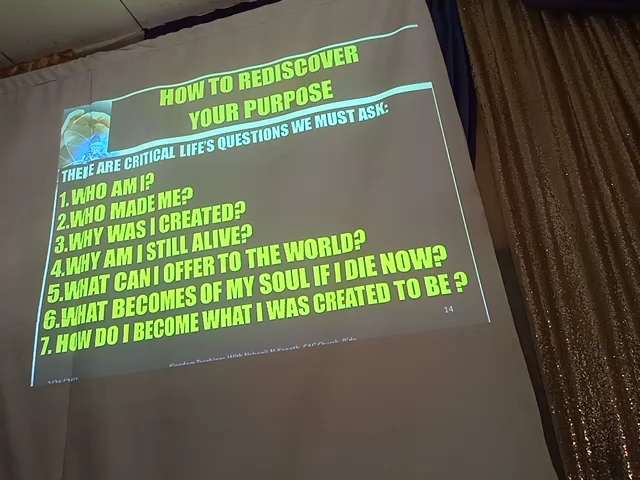 HOW TO REDISCOVER
YOUR PURPOSE
THERE ARE CRITICAL LIFE'S QUESTIONS WE MUST ASK:
1. WHO AM I?
2. WHO MADE ME?
3. WHY WAS I CREATED?
4. WHY AM I STILL ALIVE?
5. WHAT CAN I OFFER TO THE WORLD?
6. WHAT BECOMES OF MY SOUL IF I DIE NOW?
7. HOW DO I BECOME WHAT I WAS CREATED TO BE ?
14